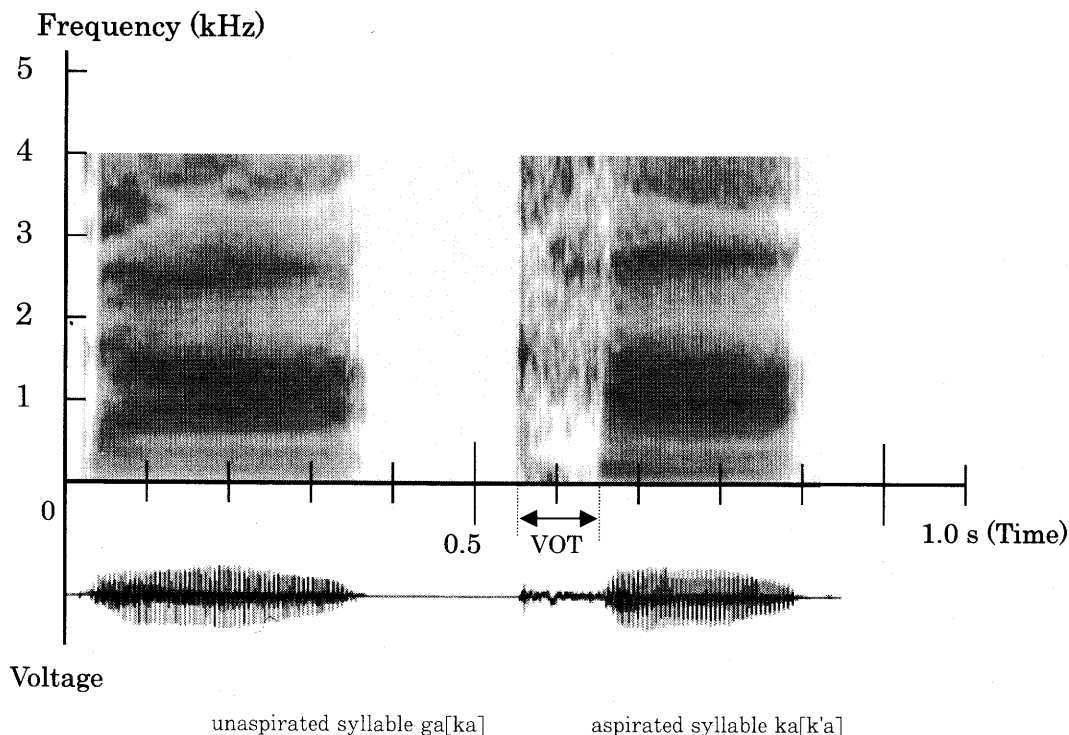 Frequency (kHz)
5
4
3
2
1
0
0.5
VOT
1.0 s (Time)
Voltage
unaspirated syllable ga[ka]
aspirated syllable ka[k'a]